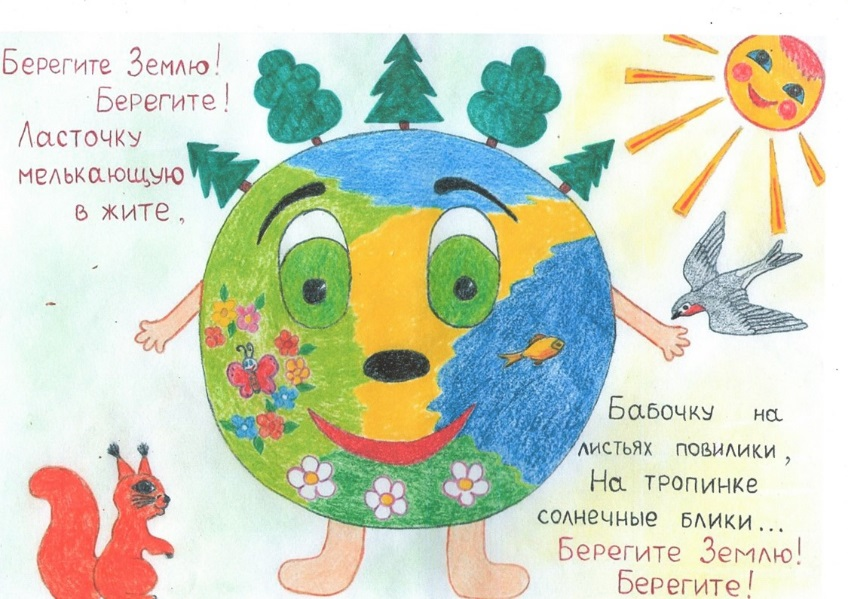 Берегите Землю!
Берегите!
Ласточку
мелькающую
в жите,
Бабочку на
листьях повилики,
На тропинке
солнечные блики...
Берегите Землю!
Берегите!